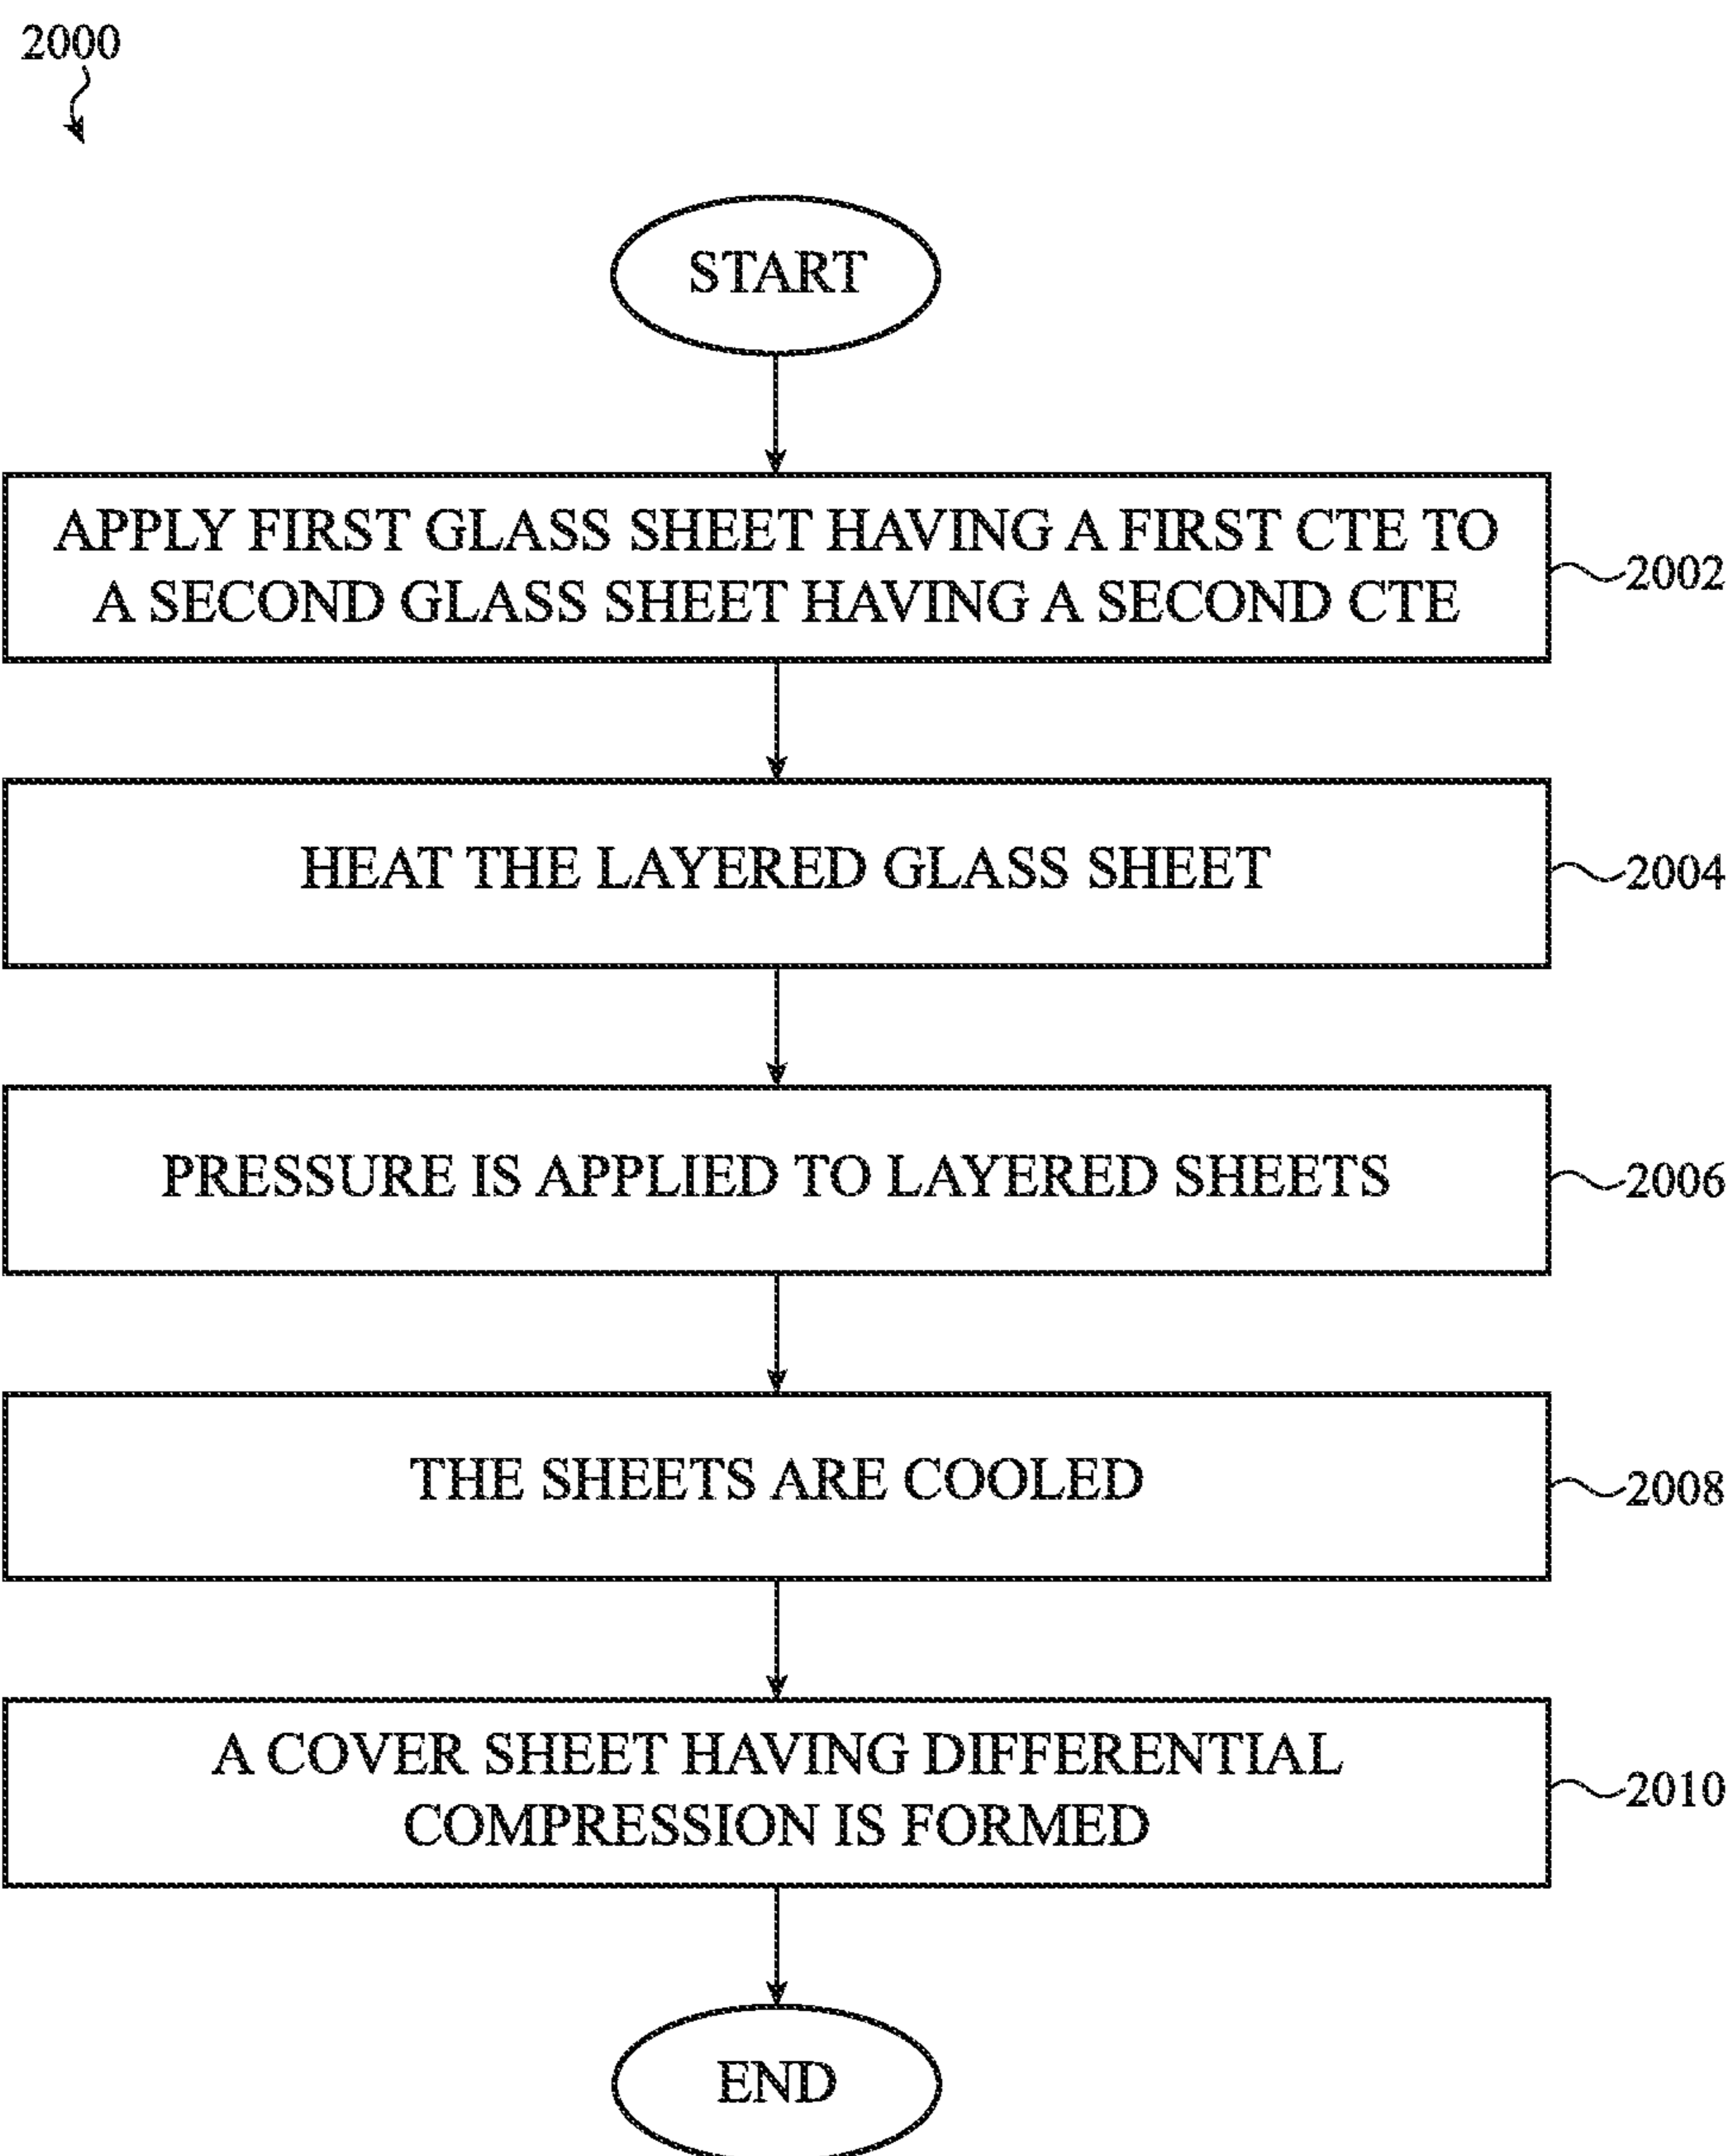 2000
START
APPLY FIRST GLASS SHEET HAVING A FIRST CTE TO
A SECOND GLASS SHEET HAVING A SECOND CTE
2002
HEAT THE LAYERED GLASS SHEET
2004
PRESSURE IS APPLIED TO LAYERED SHEETS
2006
THE SHEETS ARE COOLED
2008
A COVER SHEET HAVING DIFFERENTIAL
COMPRESSION IS FORMED
2010
END